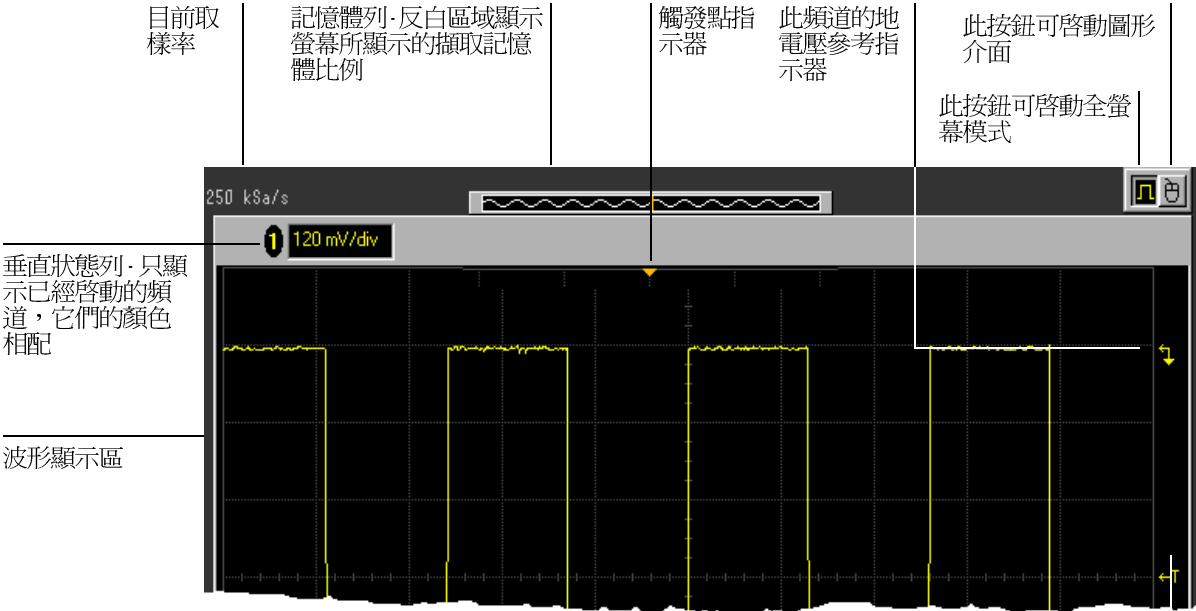 目前取
樣率
記憶體列 - 反白區域顯示
螢幕所顯示的擷取記憶
體比例
觸發點指
示器
此頻道的地
電壓參考指
示器
此按鈕可啓動圖形
介面
此按鈕可啓動全螢
幕模式
250 kSa/s
1 120 mV/div
垂直狀態列 - 只顯
示已經啓動的頻
道，它們的顏色
相配
波形顯示區
T